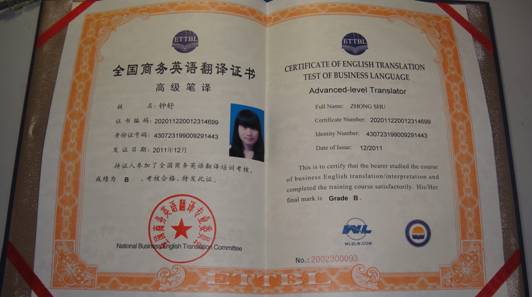 ETTBL
全国商务英语翻译证书
高级笔译
姓 名：钟舒
证书编码：202011220012314699
身份证号码：430723199009291443
发证日期：2011年12月
持证人参加了全国商务英语翻译培训考核，
成绩为 B ，考核合格，特发此证。
National Business English Translation Committee
ETTBL
CERTIFICATE OF ENGLISH TRANSLATION
TEST OF BUSINESS LANGUAGE
Advanced-level Translator
Full Name: ZHONG SHU
Certificate Number: 202011220012314699
Identity Number: 430723199009291443
Date of Issue: 12/2011
This is to certify that the bearer studied the course
of business English translation/interpretation and
completed the training course satisfactorily. His/Her
final mark is Grade B .
WL
No.: 2002300093
ETTBL